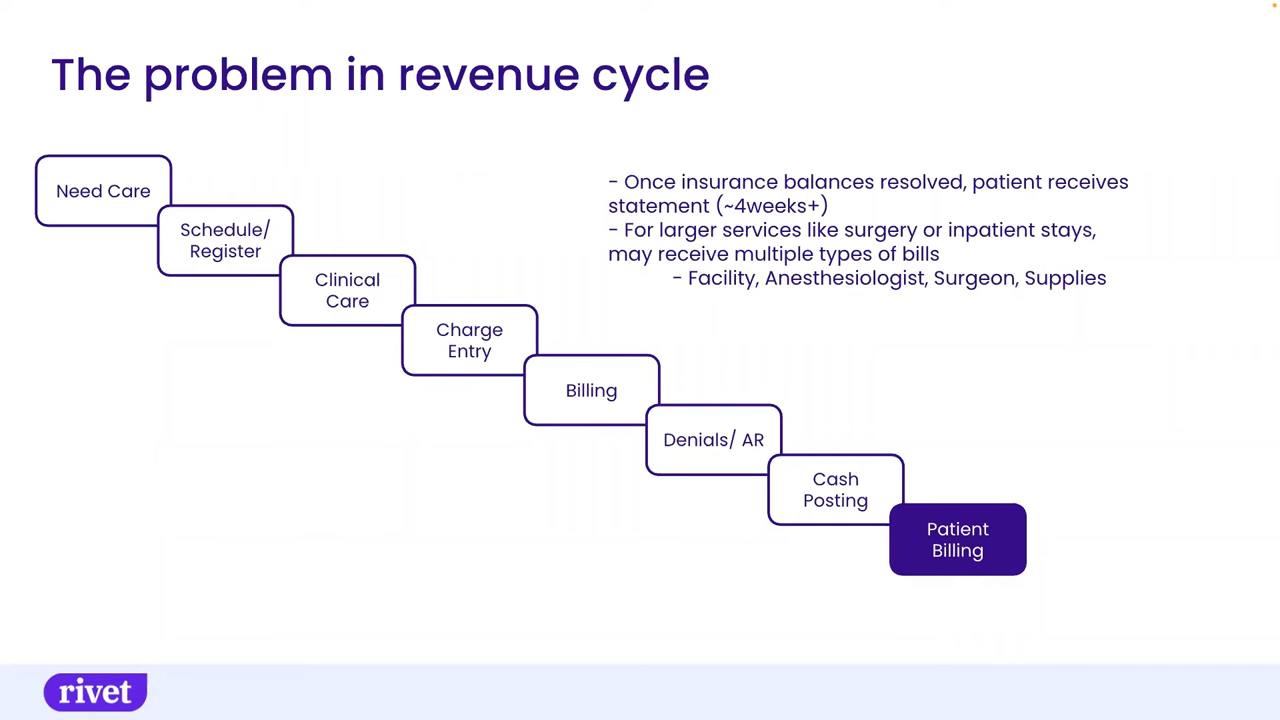 The problem in revenue cycle
Need Care
Schedule/
Register
Clinical
Care
Charge
Entry
Billing
Denials/ AR
Cash
Posting
Patient
Billing
- Once insurance balances resolved, patient receives
statement (~4weeks+)
- For larger services like surgery or inpatient stays,
may receive multiple types of bills
- Facility, Anesthesiologist, Surgeon, Supplies
rivet